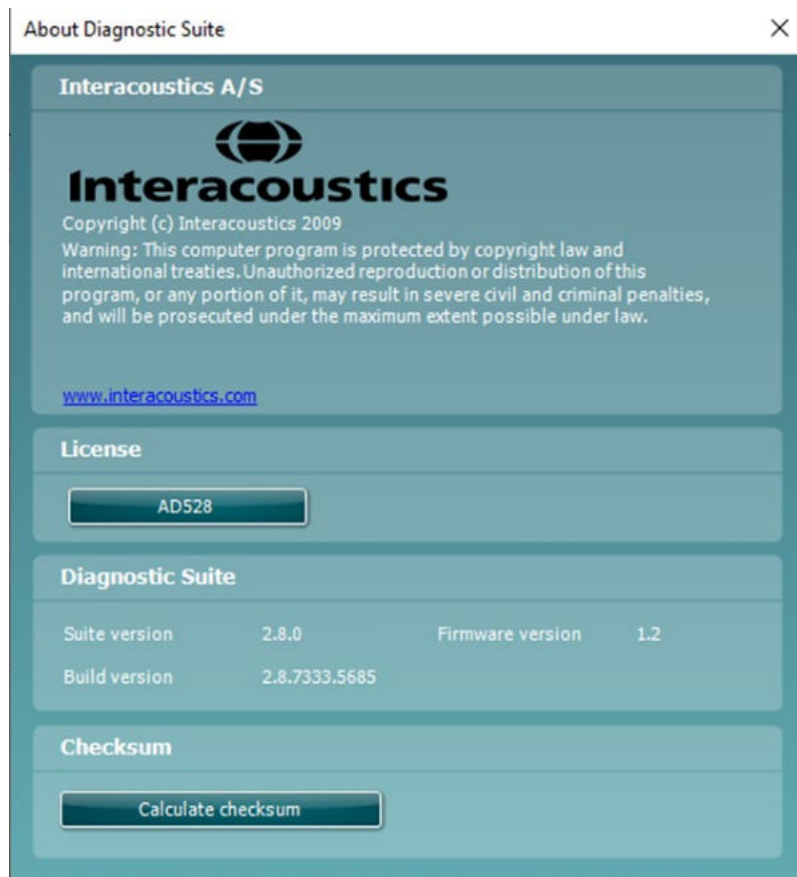 About Diagnostic Suite
Interacoustics A/S
Interacoustics
Copyright (c) Interacoustics 2009
Warning: This computer program is protected by copyright law and
international treaties. Unauthorized reproduction or distribution of this
program, or any portion of it, may result in severe civil and criminal penalties,
and will be prosecuted under the maximum extent possible under law.
www.interacoustics.com
License
AD528
Diagnostic Suite
Suite version 2.8.0 Firmware version 1.2
Build version 2.8.7333.5685
Checksum
Calculate checksum